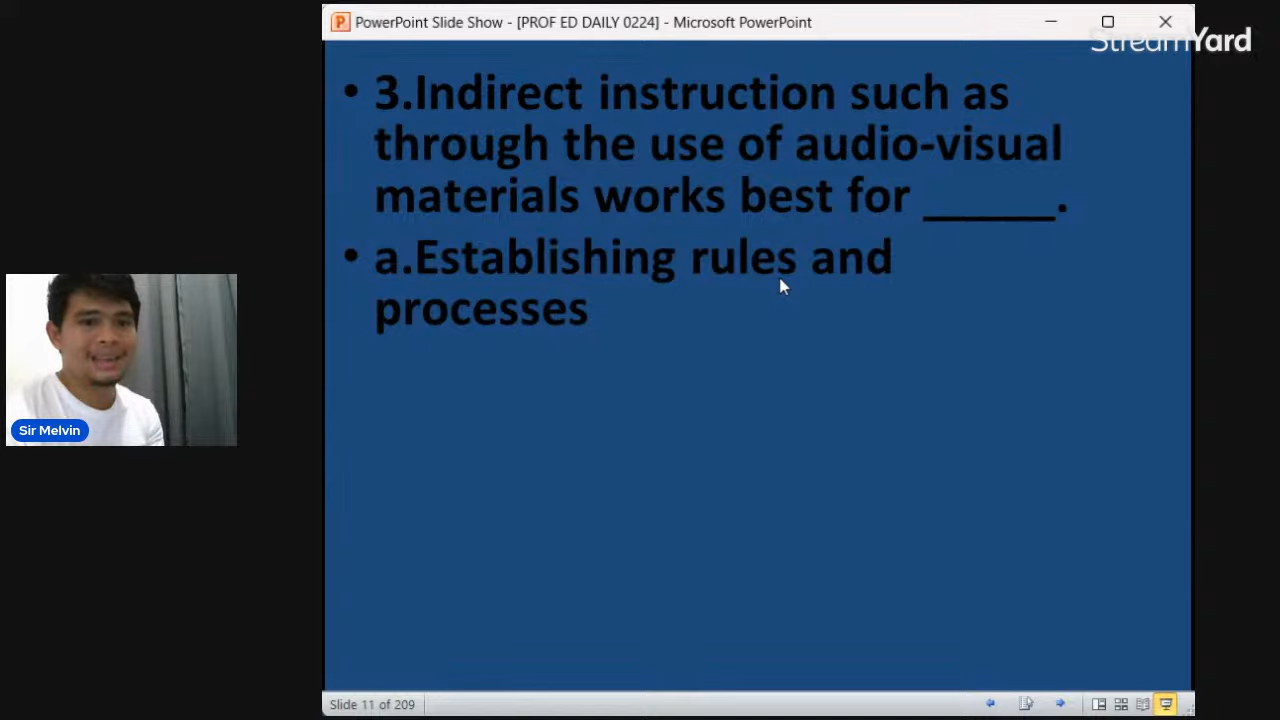 PowerPoint Slide Show - [PROF ED DAILY 0224] - Microsoft PowerPoint
StreamYard
• 3.Indirect instruction such as
through the use of audio-visual
materials works best for _____.
• a.Establishing rules and
processes
Sir Melvin
Slide 11 of 209